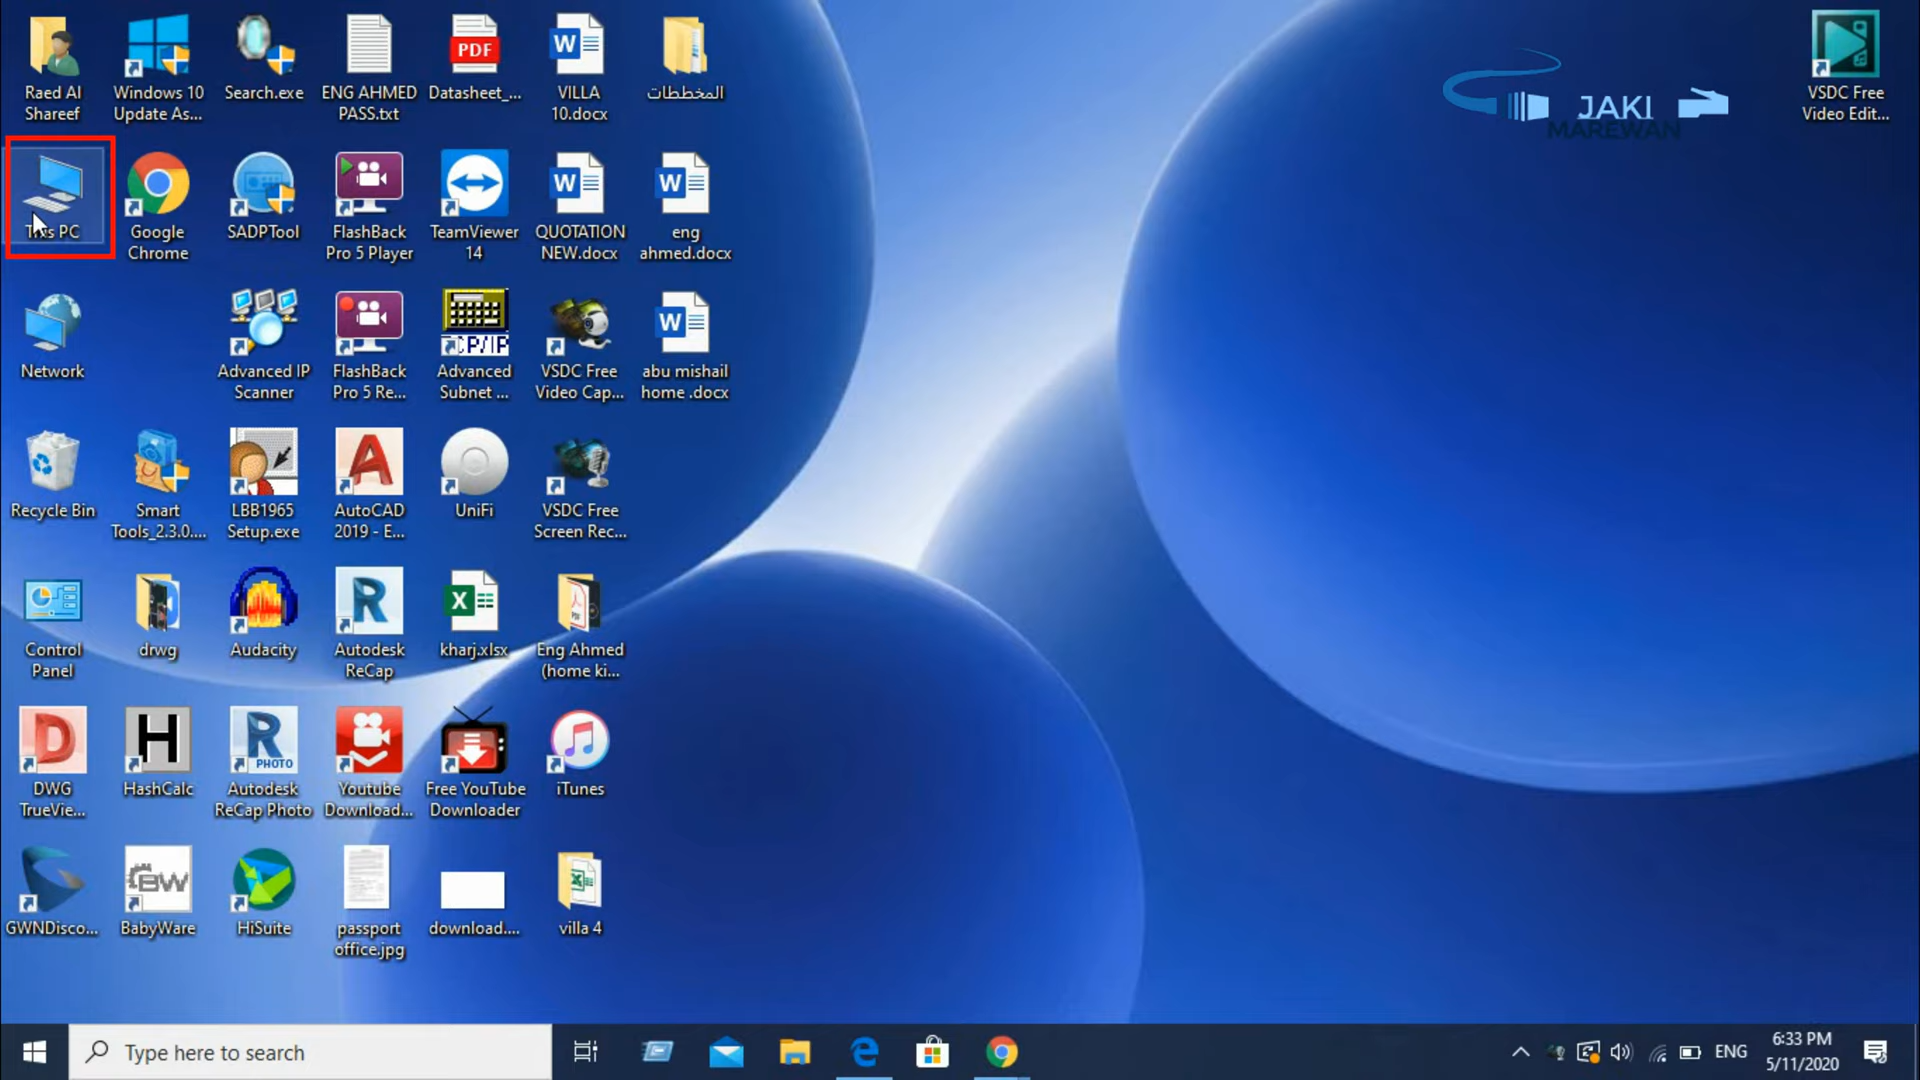 Raed Al
Shareef
Windows 10
Update As...
Search.exe
ENG AHMED
PASS.txt
PDF
Datasheet_...
W
VILLA
10.docx
المخططات
JAKI
MAREWAN
VSDC Free
Video Edit...
This PC
Google
Chrome
SADPTool
FlashBack
Pro 5 Player
TeamViewer
14
W
QUOTATION
NEW.docx
W
eng
ahmed.docx
Network
Advanced IP
Scanner
FlashBack
Pro 5 Re...
TCP/IP
Advanced
Subnet ...
VSDC Free
Video Cap...
W
abu mishail
home .docx
Recycle Bin
Smart
Tools_2.3.0....
LBB1965
Setup.exe
A
AutoCAD
2019 - E...
UniFi
VSDC Free
Screen Rec...
Control
Panel
drwg
Audacity
R
Autodesk
ReCap
X
kharj.xlsx
PDF
Eng Ahmed
(home ki...
D
DWG
TrueVie...
H
HashCalc
R
PHOTO
Autodesk
ReCap Photo
Youtube
Download...
Free YouTube
Downloader
iTunes
GWNDisco...
BW
BabyWare
HiSuite
passport
office.jpg
download....
X
villa 4
Type here to search
ENG
6:33 PM
5/11/2020